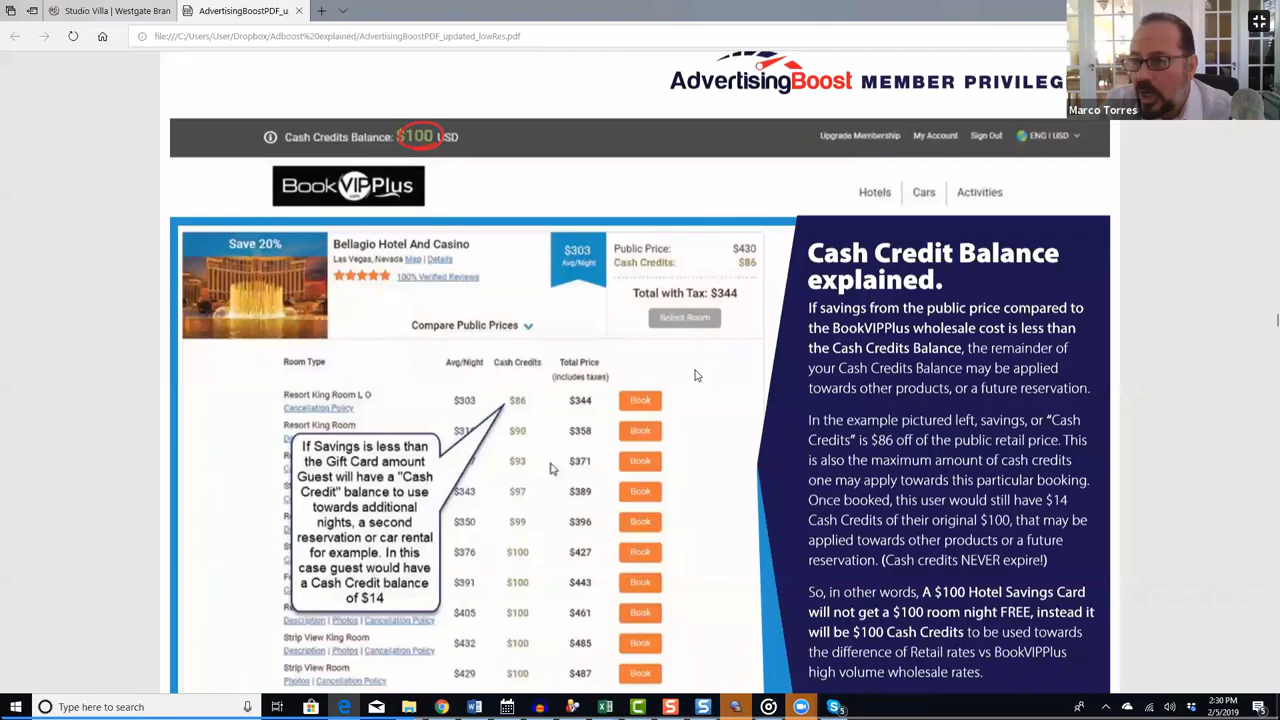 Studio Villa | Westgate Bran
AdvertisingBoostPDF_u
file:///C:/Users/User/Dropbox/Adboost%20explained/AdvertisingBoostPDF_updated_lowRes.pdf
Marco Torres
AdvertisingBoost MEMBER PRIVILEG
Cash Credits Balance: $100 USD
Upgrade Membership My Account Sign Out ENG | USD
BookVIPPlus
.com
Hotels Cars Activities
Save 20%
Bellagio Hotel And Casino
Las Vegas, Nevada Map | Details
100% Verified Reviews
$303
Avg/Night
Public Price: $430
Cash Credits: $86
Total with Tax: $344
Select Room
Compare Public Prices
Room Type Avg/Night Cash Credits Total Price
(includes taxes)
Resort King Room L O $303 $86 $344 Book
Cancellation Policy
Resort King Room $90 $358 Book
$93 $371 Book
$343 $97 $389 Book
$350 $99 $396 Book
$376 $100 $427 Book
$391 $100 $443 Book
$405 $100 $461 Book
Description | Photos | Cancellation Policy
Strip View King Room $432 $100 $485 Book
Description | Photos | Cancellation Policy
Strip View Room $429 $100 $487 Book
Photos | Cancellation Policy
If Savings is less than
the Gift Card amount
Guest will have a "Cash
Credit" balance to use
towards additional
nights, a second
reservation or car rental
for example. In this
case guest would have
a Cash Credit balance
of $14
Cash Credit Balance
explained.
If savings from the public price compared to
the BookVIPPlus wholesale cost is less than
the Cash Credits Balance, the remainder of
your Cash Credits Balance may be applied
towards other products, or a future reservation.
In the example pictured left, savings, or "Cash
Credits" is $86 off of the public retail price. This
is also the maximum amount of cash credits
one may apply towards this particular booking.
Once booked, this user would still have $14
Cash Credits of their original $100, that may be
applied towards other products or a future
reservation. (Cash credits NEVER expire!)
So, in other words, A $100 Hotel Savings Card
will not get a $100 room night FREE, instead it
will be $100 Cash Credits to be used towards
the difference of Retail rates vs BookVIPPlus
high volume wholesale rates.
Type here to search
2:30 PM
2/5/2019